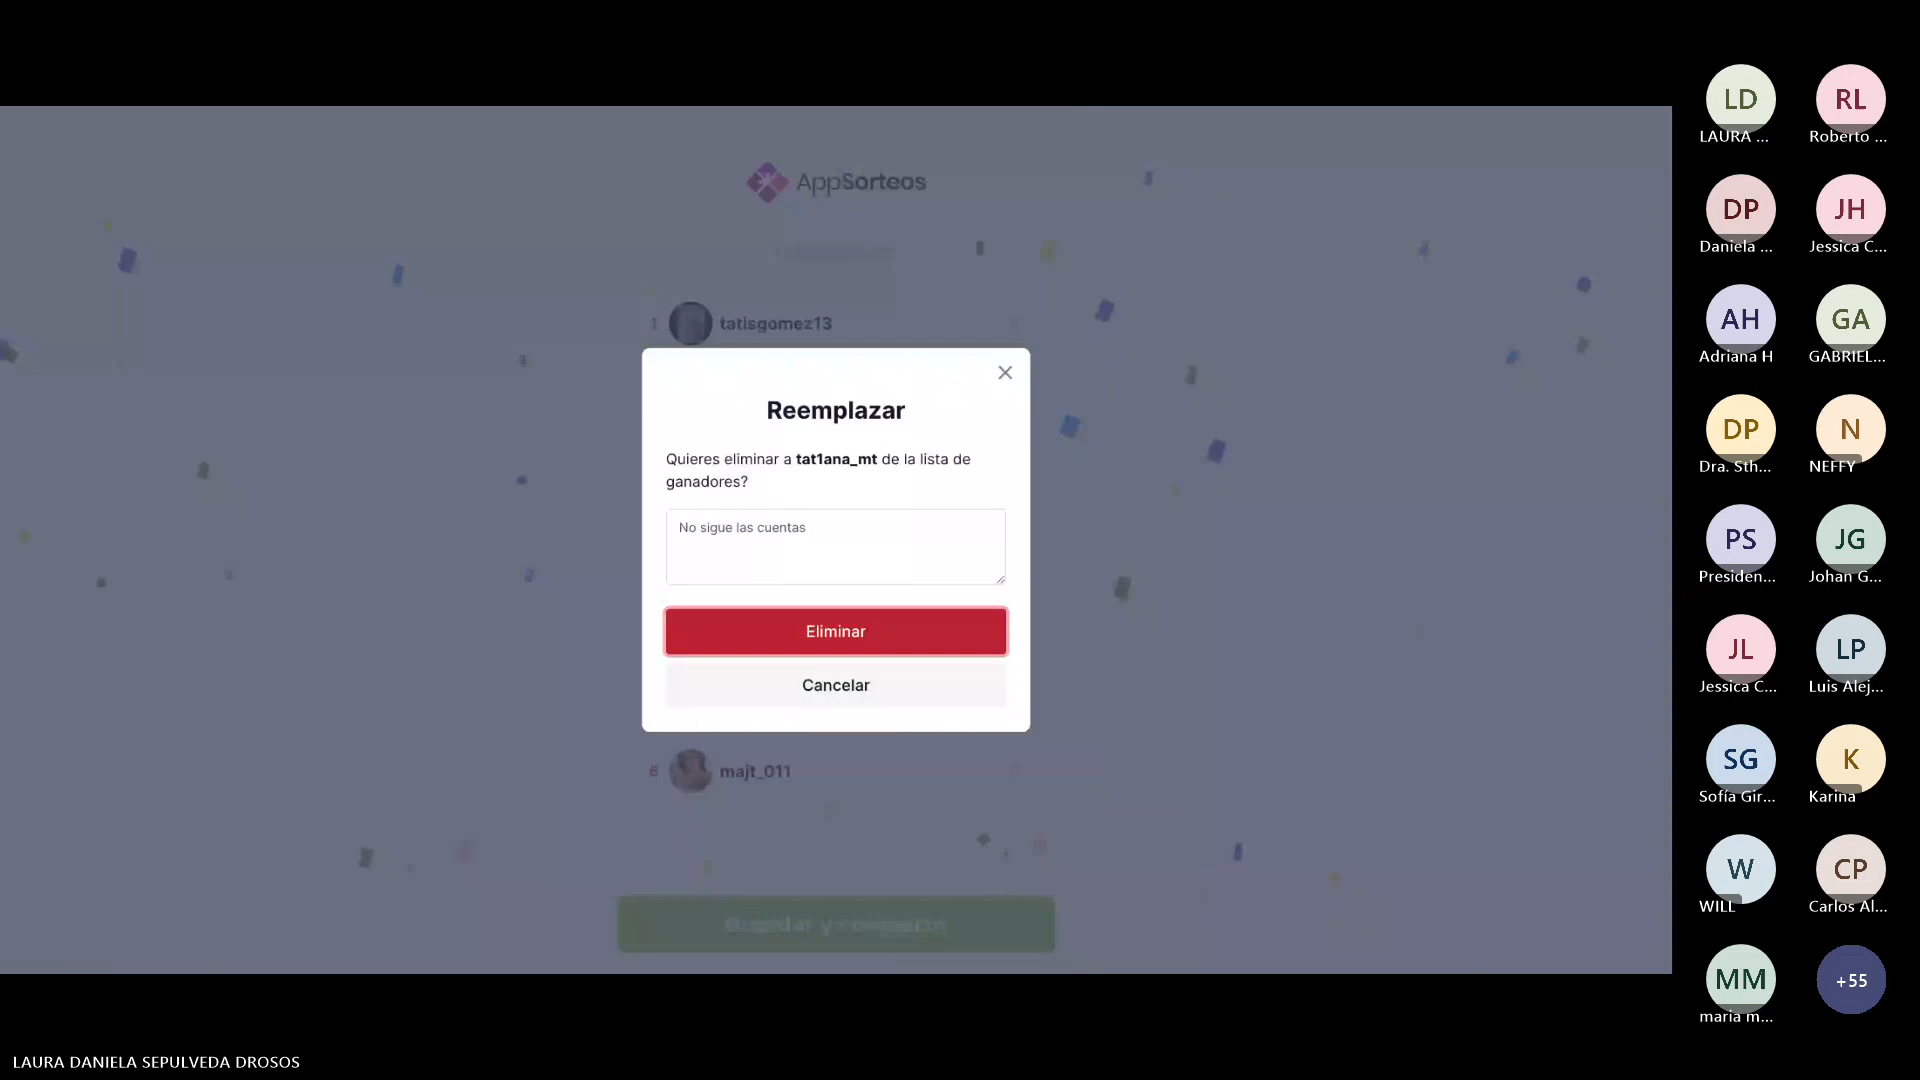 AppSorteos
1 tatisgomez13
Reemplazar
Quieres eliminar a tat1ana_mt de la lista de
ganadores?
No sigue las cuentas
Eliminar
Cancelar
6 majt_011
LD
LAURA ...
RL
Roberto ...
DP
Daniela ...
JH
Jessica C...
AH
Adriana H
GA
GABRIEL...
DP
Dra. Sth...
N
NEFFY
PS
Presiden...
JG
Johan G...
JL
Jessica C...
LP
Luis Alej...
SG
Sofía Gir...
K
Karina
W
WILL
CP
Carlos Al...
MM
maria m...
+55
LAURA DANIELA SEPULVEDA DROSOS